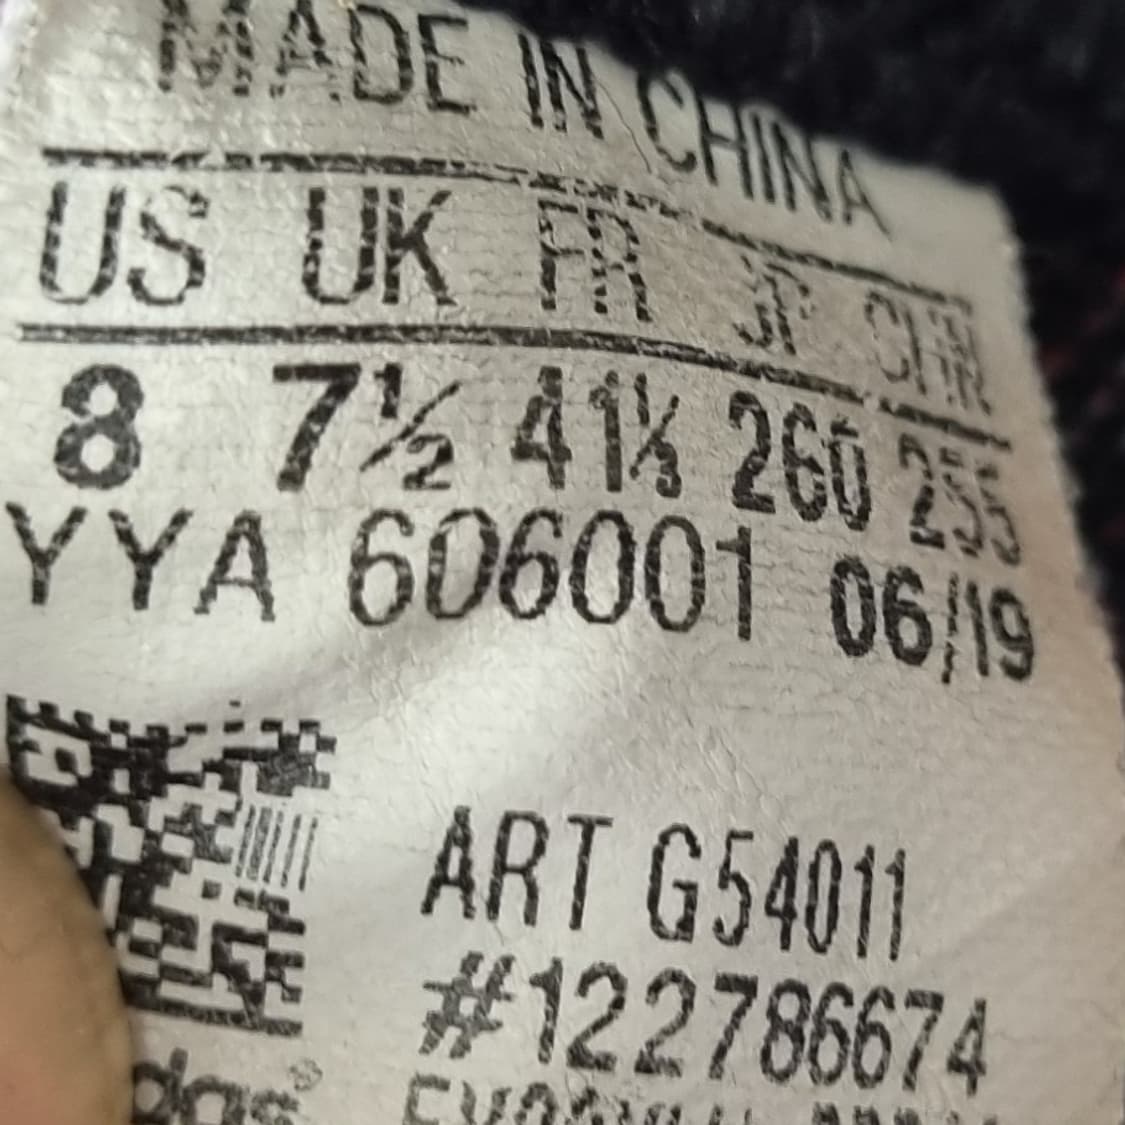 MADE IN CHINA
US UK FR JP CHN
8 7½ 41⅓ 260 255
YYA 606001 06/19
ART G54011
#122786674